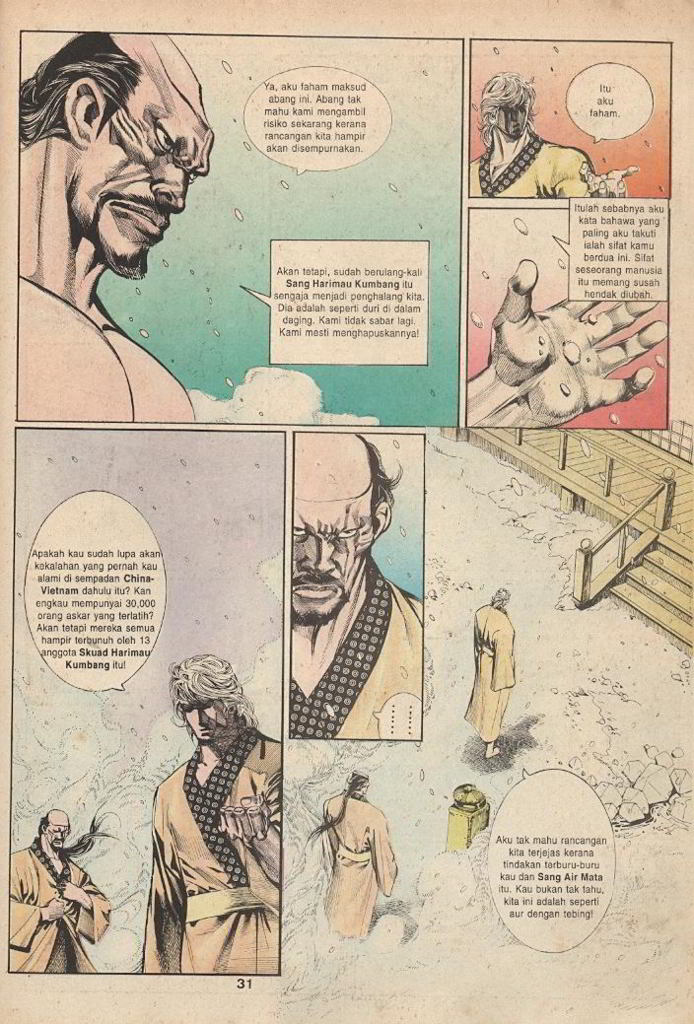 Ya, aku faham maksud
abang ini. Abang tak
mahu kami mengambil
risiko sekarang kerana
rancangan kita hampir
akan disempurnakan.
Akan tetapi, sudah berulang-kali
Sang Harimau Kumbang itu
sengaja menjadi penghalang kita.
Dia adalah seperti duri di dalam
daging. Kami tidak sabar lagi.
Kami mesti menghapuskannya!
Itu
aku
faham.
Itulah sebabnya aku
kata bahawa yang
paling aku takuti
ialah sifat kamu
berdua ini. Sifat
seseorang manusia
itu memang susah
hendak diubah.
Apakah kau sudah lupa akan
kekalahan yang pernah kau
alami di sempadan China-
Vietnam dahulu itu? Kan
engkau mempunyai 30,000
orang askar yang terlatih?
Akan tetapi mereka semua
hampir terbunuh oleh 13
anggota Skuad Harimau
Kumbang itu!
Aku tak mahu rancangan
kita terjejas kerana
tindakan terburu-buru
kau dan Sang Air Mata
itu. Kau bukan tak tahu,
kita ini adalah seperti
aur dengan tebing!
31